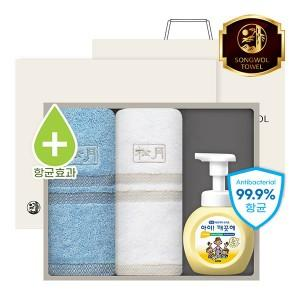 SONGWOL
TOWEL
OL
항균효과
松月
松月
Antibacterial
99.9%
항균
아이! 깨끗해